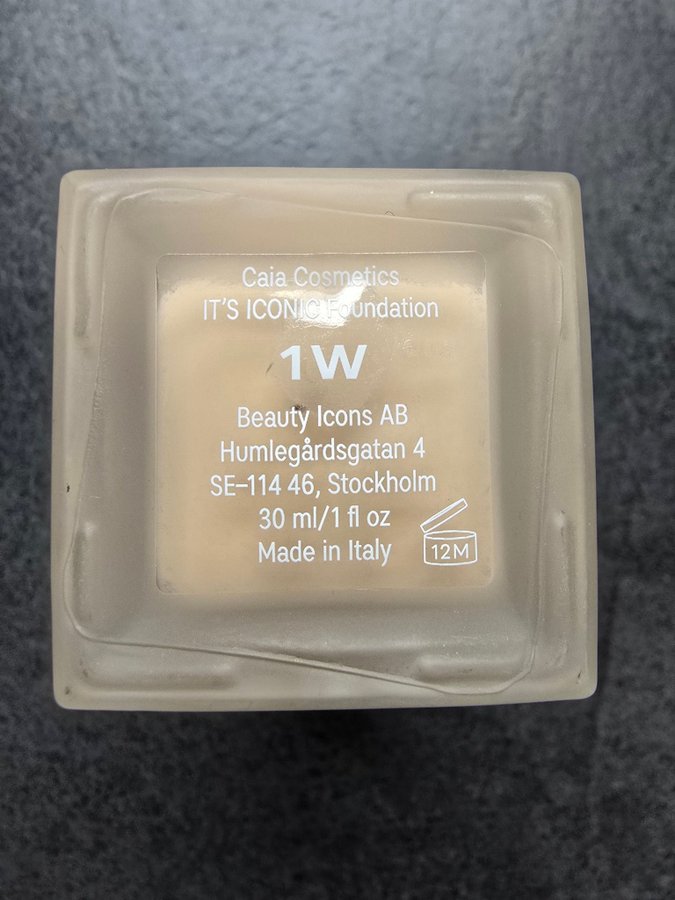 Caia Cosmetics
IT'S ICONIC Foundation
1W
Beauty Icons AB
Humlegårdsgatan 4
SE-114 46, Stockholm
30 ml/1 fl oz
Made in Italy
12M